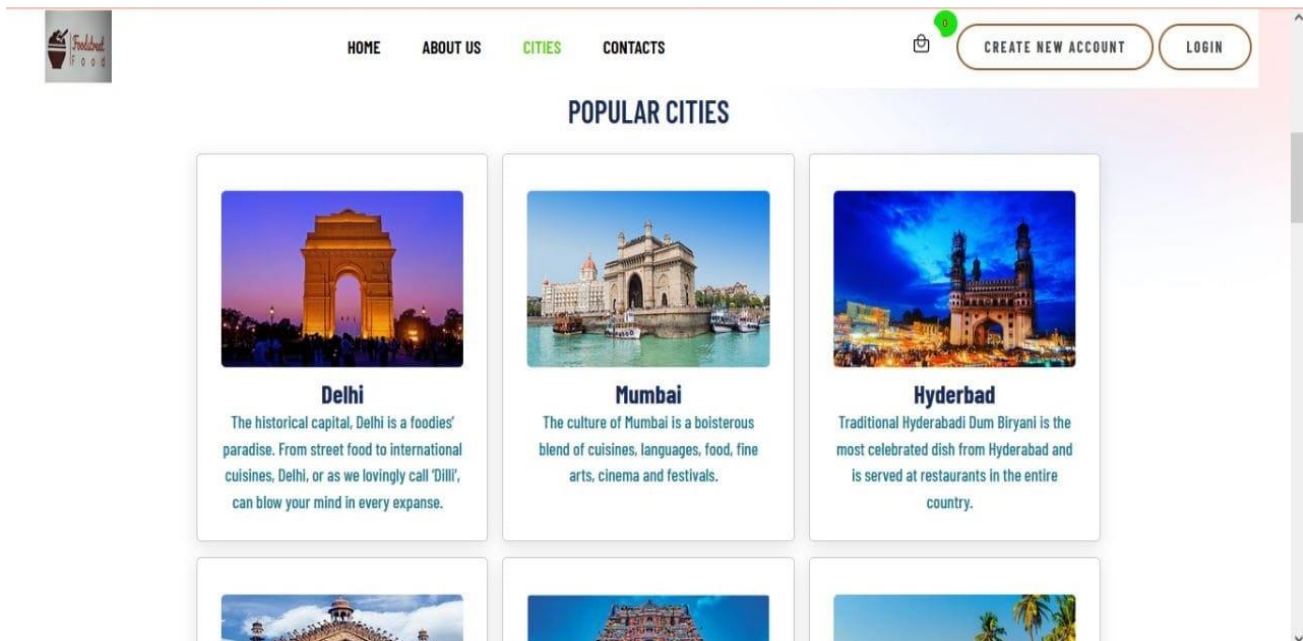 Foodstreet
Food
HOME
ABOUT US
CITIES
CONTACTS
0
CREATE NEW ACCOUNT
LOGIN
POPULAR CITIES
Delhi
The historical capital, Delhi is a foodies'
paradise. From street food to international
cuisines, Delhi, or as we lovingly call 'Dilli',
can blow your mind in every expanse.
Mumbai
The culture of Mumbai is a boisterous
blend of cuisines, languages, food, fine
arts, cinema and festivals.
Hyderbad
Traditional Hyderabadi Dum Biryani is the
most celebrated dish from Hyderabad and
is served at restaurants in the entire
country.